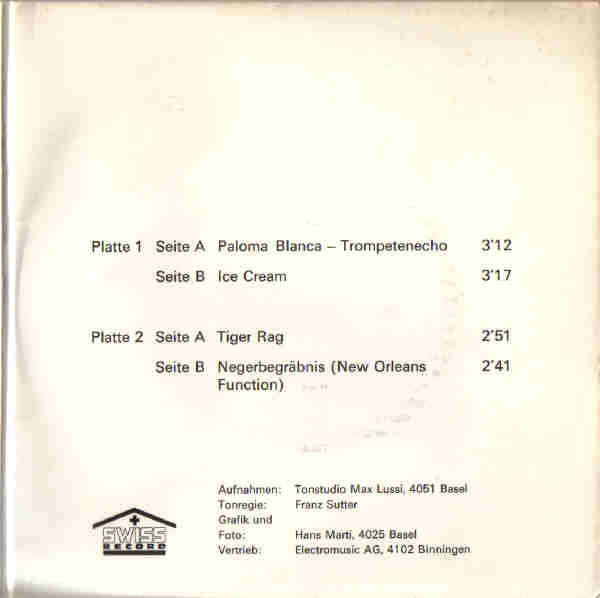 Platte 1 Seite A Paloma Blanca – Trompetenecho 3'12
Seite B Ice Cream 3'17
Platte 2 Seite A Tiger Rag 2'51
Seite B Negerbegräbnis (New Orleans 2'41
Function)
Aufnahmen: Tonstudio Max Lussi, 4051 Basel
Tonregie: Franz Sutter
Grafik und
Foto: Hans Marti, 4025 Basel
Vertrieb: Electromusic AG, 4102 Binningen
SWISS
RECORD